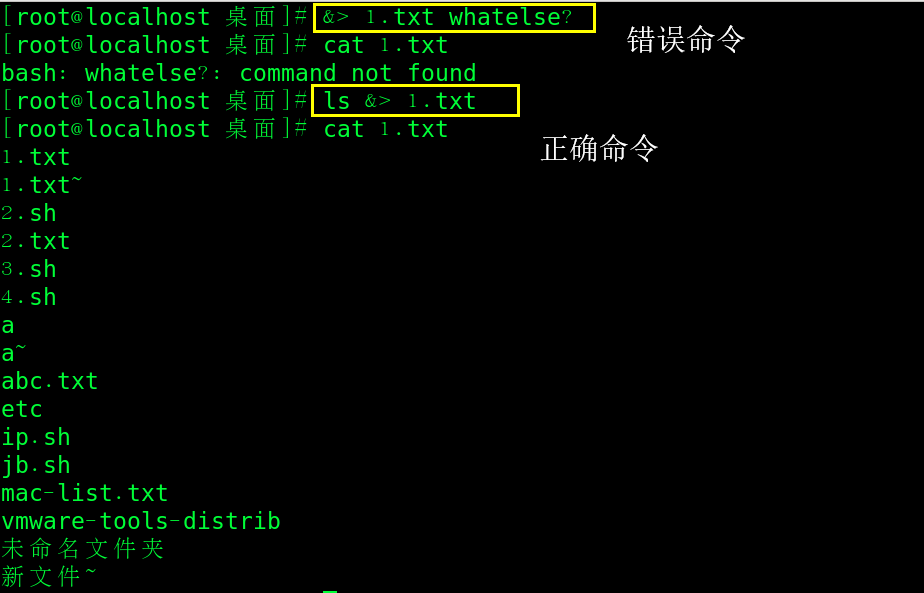 [root@localhost 桌面]# &> 1.txt whatelse?
错误命令
[root@localhost 桌面]# cat 1.txt
bash: whatelse?: command not found
[root@localhost 桌面]# ls &> 1.txt
[root@localhost 桌面]# cat 1.txt
正确命令
1.txt
1.txt~
2.sh
2.txt
3.sh
4.sh
a
a~
abc.txt
etc
ip.sh
jb.sh
mac-list.txt
vmware-tools-distrib
未命名文件夹
新文件~